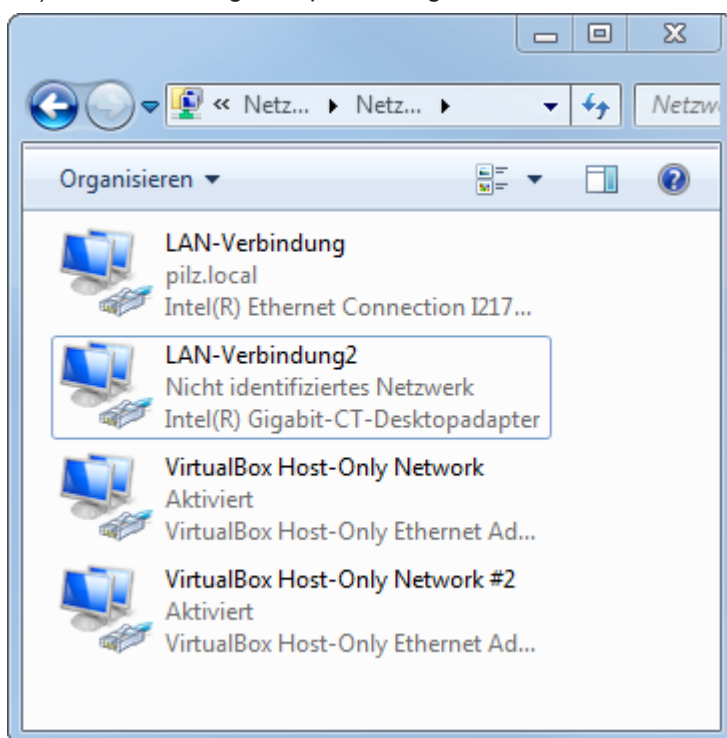 « Netz... ▸ Netz... ▸
Netzw
Organisieren ▾
LAN-Verbindung
pilz.local
Intel(R) Ethernet Connection I217...
LAN-Verbindung2
Nicht identifiziertes Netzwerk
Intel(R) Gigabit-CT-Desktopadapter
VirtualBox Host-Only Network
Aktiviert
VirtualBox Host-Only Ethernet Ad...
VirtualBox Host-Only Network #2
Aktiviert
VirtualBox Host-Only Ethernet Ad...